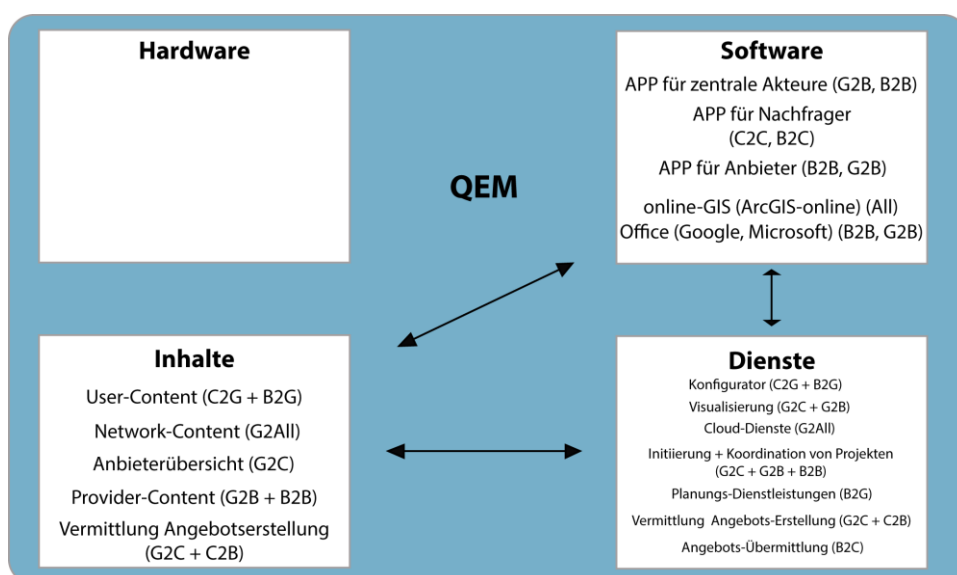 Hardware
Software
APP für zentrale Akteure (G2B, B2B)
APP für Nachfrager
(C2C, B2C)
APP für Anbieter (B2B, G2B)
online-GIS (ArcGIS-online) (All)
Office (Google, Microsoft) (B2B, G2B)
QEM
Inhalte
User-Content (C2G + B2G)
Network-Content (G2All)
Anbieterübersicht (G2C)
Provider-Content (G2B + B2B)
Vermittlung Angebotserstellung
(G2C + C2B)
Dienste
Konfigurator (C2G + B2G)
Visualisierung (G2C + G2B)
Cloud-Dienste (G2All)
Initiierung + Koordination von Projekten
(G2C + G2B + B2B)
Planungs-Dienstleistungen (B2G)
Vermittlung Angebots-Erstellung (G2C + C2B)
Angebots-Übermittlung (B2C)